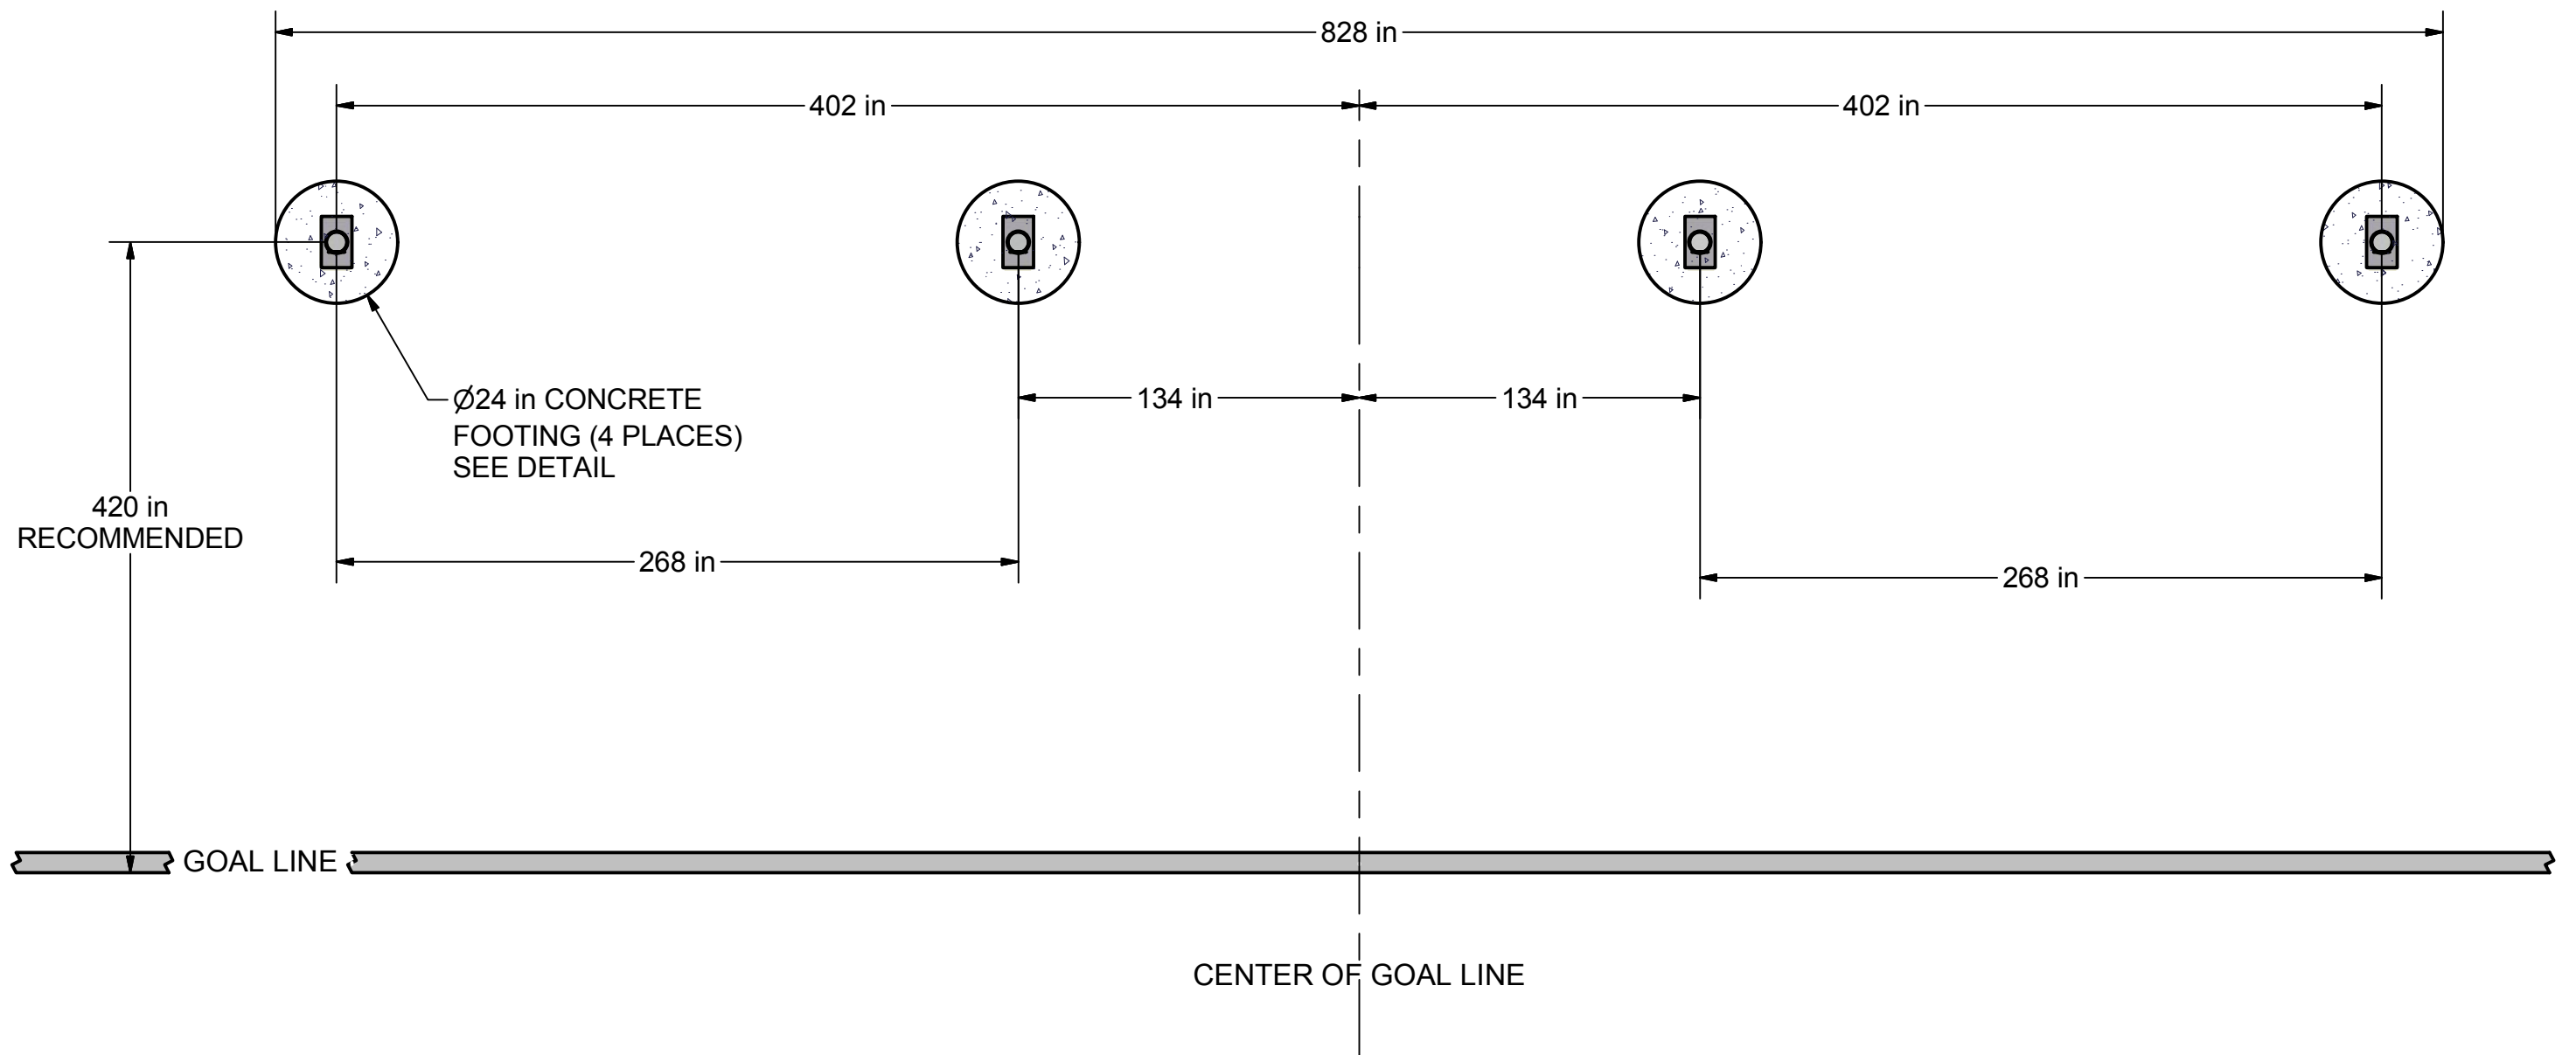 828 in
402 in
402 in
Ø24 in CONCRETE
FOOTING (4 PLACES)
SEE DETAIL
134 in
134 in
420 in
RECOMMENDED
268 in
268 in
GOAL LINE
CENTER OF GOAL LINE